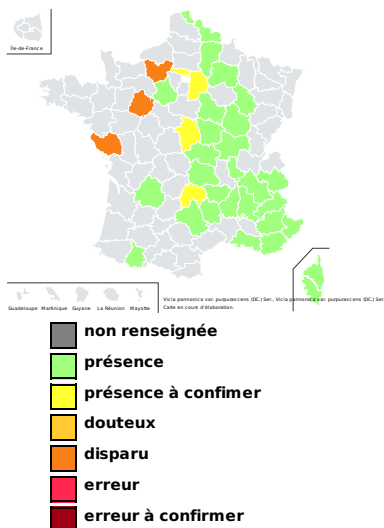 Île-de-France
Guadeloupe Martinique Guyane La Réunion Mayotte
Vicia pannonica var. purpurascens (DC.) Ser., Vicia pannonica var. purpurascens (DC.) Ser
Carte en cours d'élaboration.
non renseignée
présence
présence à confimer
douteux
disparu
erreur
erreur à confirmer